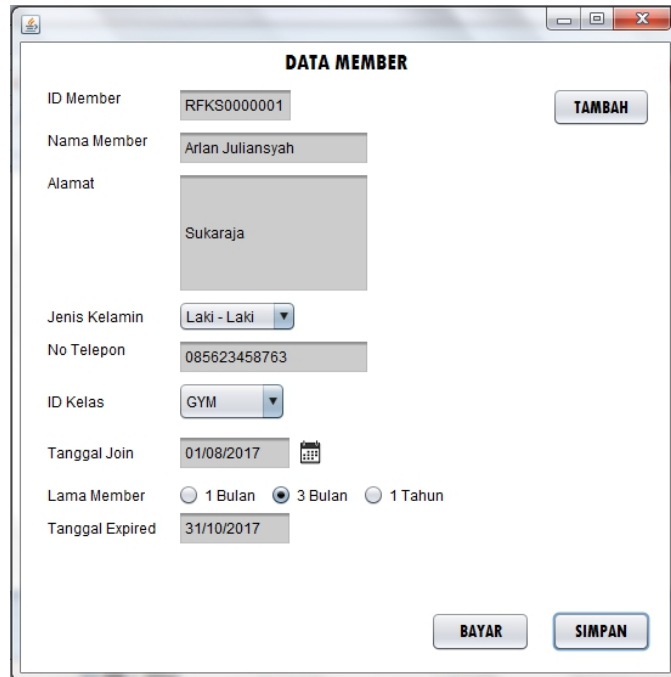 DATA MEMBER
ID Member RFKS0000001 TAMBAH
Nama Member Arlan Juliansyah
Alamat Sukaraja
Jenis Kelamin Laki - Laki
No Telepon 085623458763
ID Kelas GYM
Tanggal Join 01/08/2017
Lama Member 1 Bulan 3 Bulan 1 Tahun
Tanggal Expired 31/10/2017
BAYAR SIMPAN